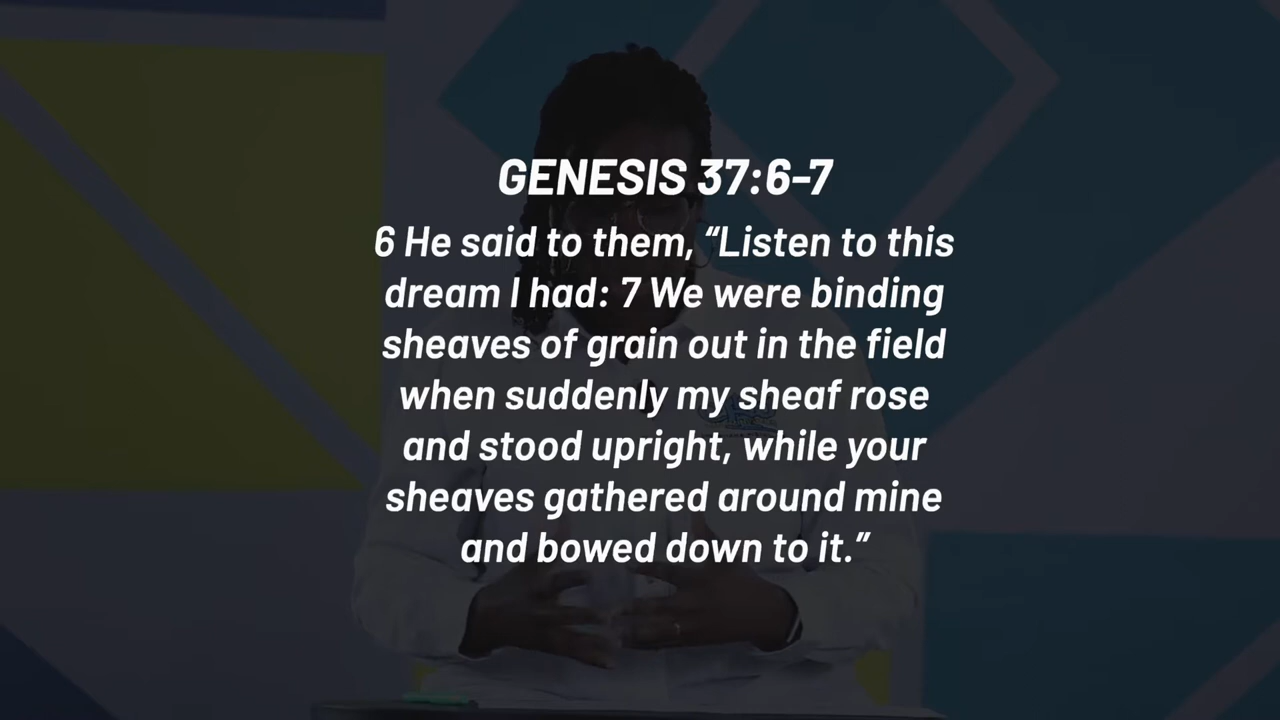 GENESIS 37:6-7
6 He said to them, “Listen to this
dream I had: 7 We were binding
sheaves of grain out in the field
when suddenly my sheaf rose
and stood upright, while your
sheaves gathered around mine
and bowed down to it.”